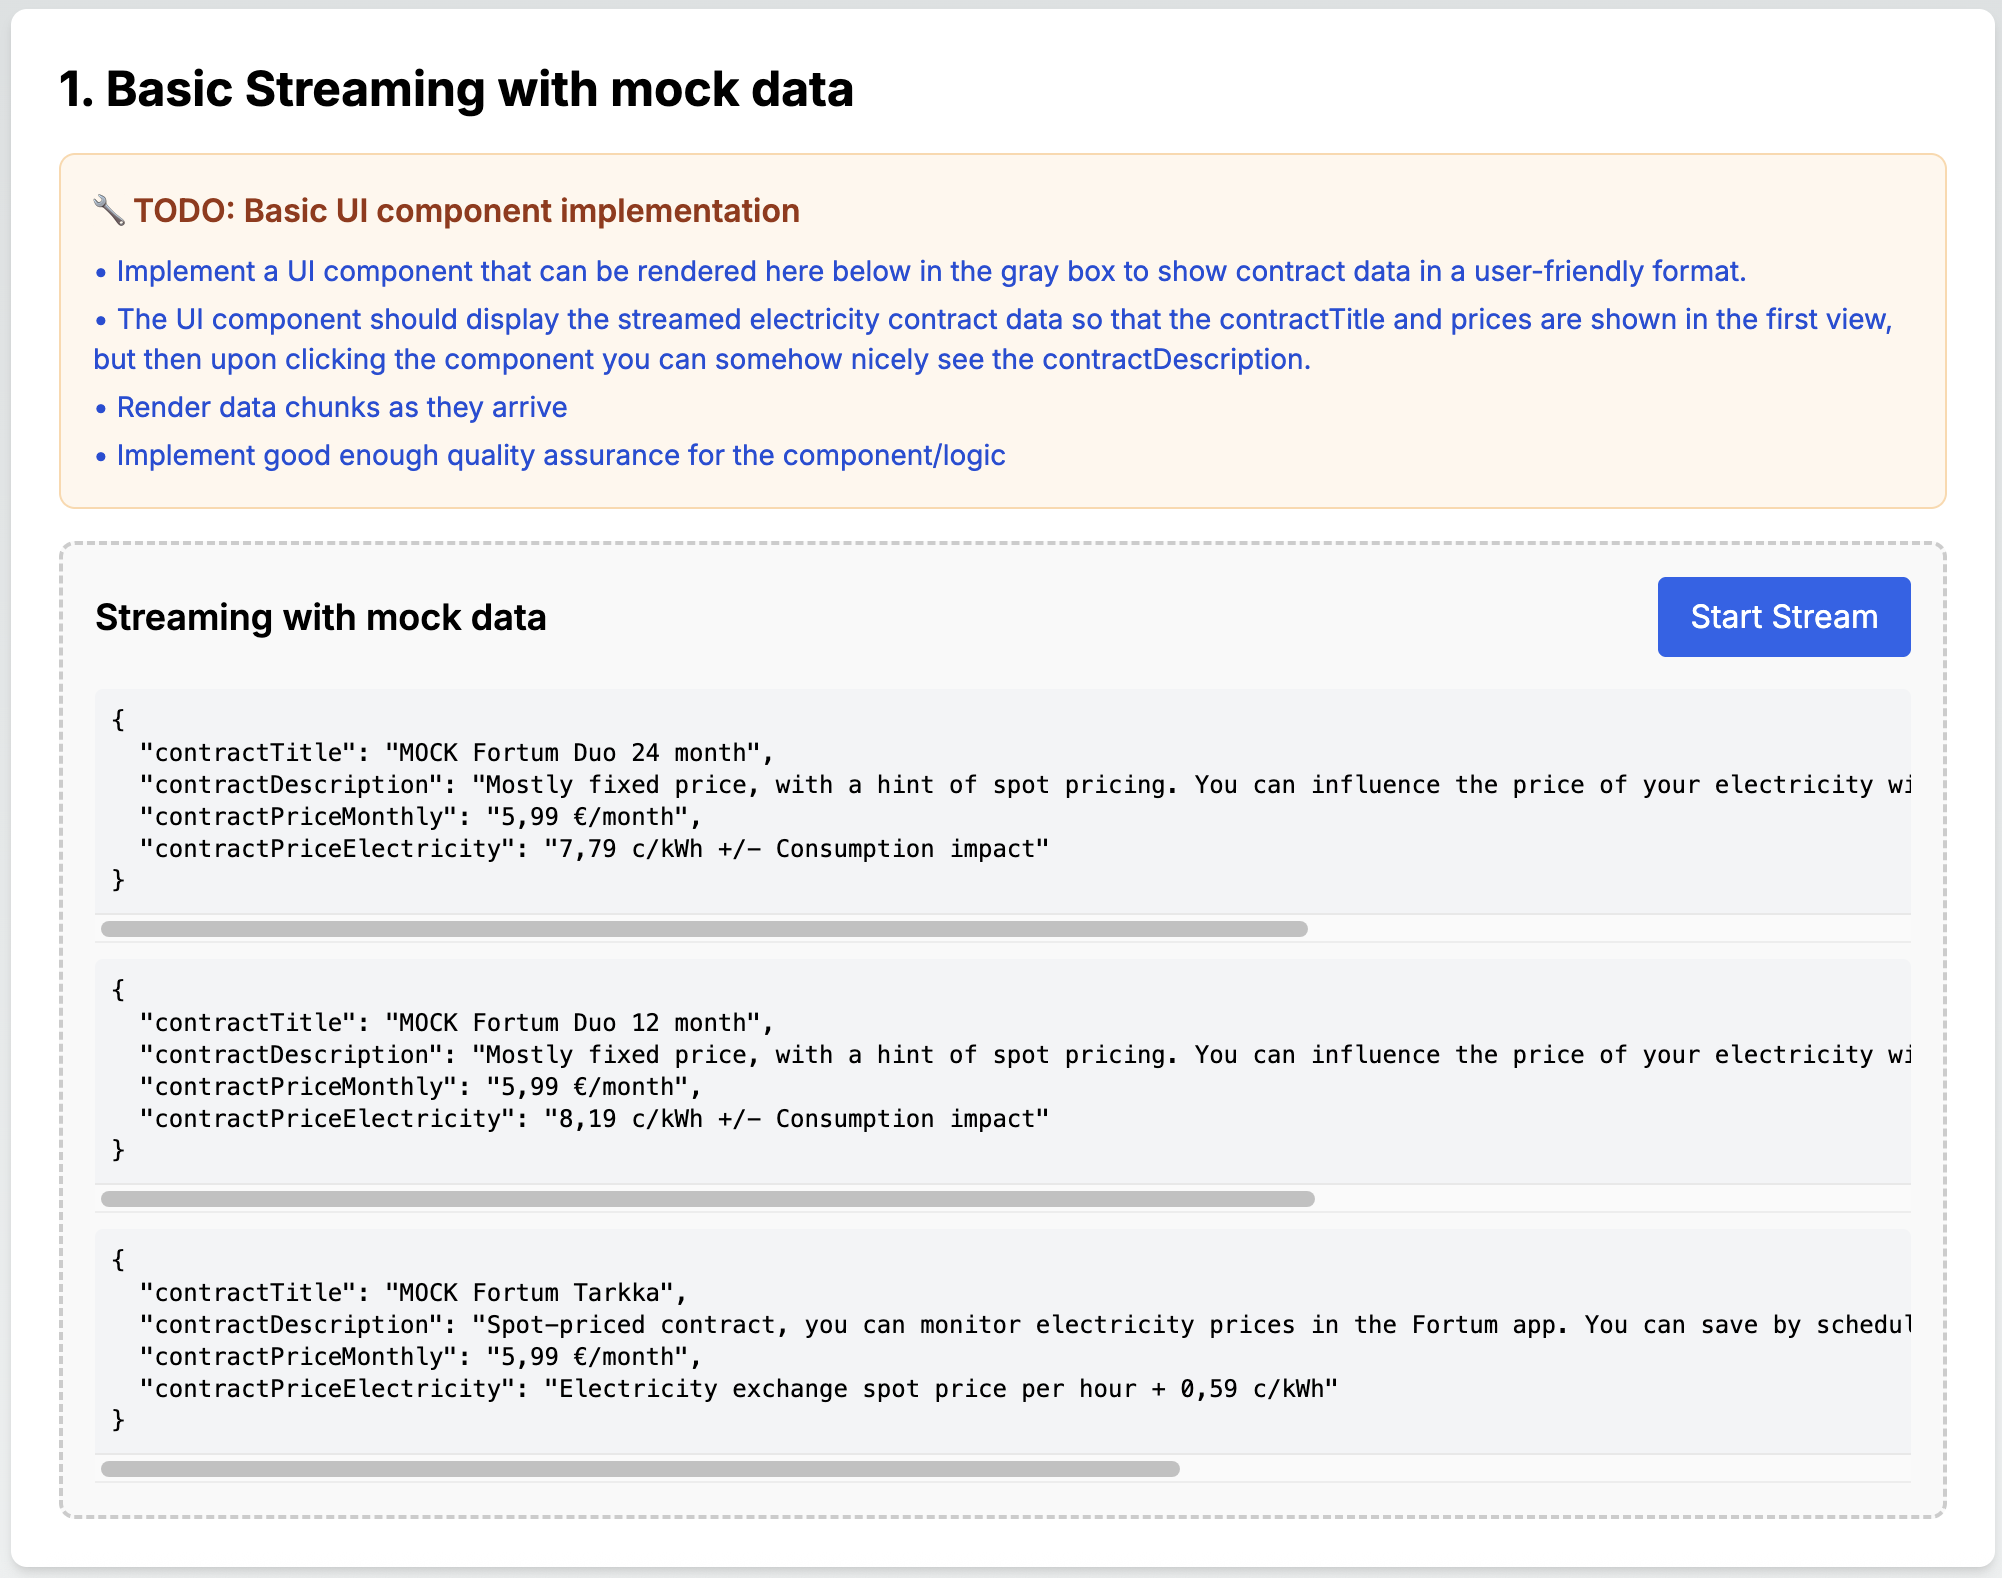 1. Basic Streaming with mock data
🔧 TODO: Basic UI component implementation
• Implement a UI component that can be rendered here below in the gray box to show contract data in a user-friendly format.
• The UI component should display the streamed electricity contract data so that the contractTitle and prices are shown in the first view,
but then upon clicking the component you can somehow nicely see the contractDescription.
• Render data chunks as they arrive
• Implement good enough quality assurance for the component/logic
Streaming with mock data
Start Stream
{
  "contractTitle": "MOCK Fortum Duo 24 month",
  "contractDescription": "Mostly fixed price, with a hint of spot pricing. You can influence the price of your electricity wi
  "contractPriceMonthly": "5,99 €/month",
  "contractPriceElectricity": "7,79 c/kWh +/– Consumption impact"
}
{
  "contractTitle": "MOCK Fortum Duo 12 month",
  "contractDescription": "Mostly fixed price, with a hint of spot pricing. You can influence the price of your electricity wi
  "contractPriceMonthly": "5,99 €/month",
  "contractPriceElectricity": "8,19 c/kWh +/– Consumption impact"
}
{
  "contractTitle": "MOCK Fortum Tarkka",
  "contractDescription": "Spot-priced contract, you can monitor electricity prices in the Fortum app. You can save by schedul
  "contractPriceMonthly": "5,99 €/month",
  "contractPriceElectricity": "Electricity exchange spot price per hour + 0,59 c/kWh"
}